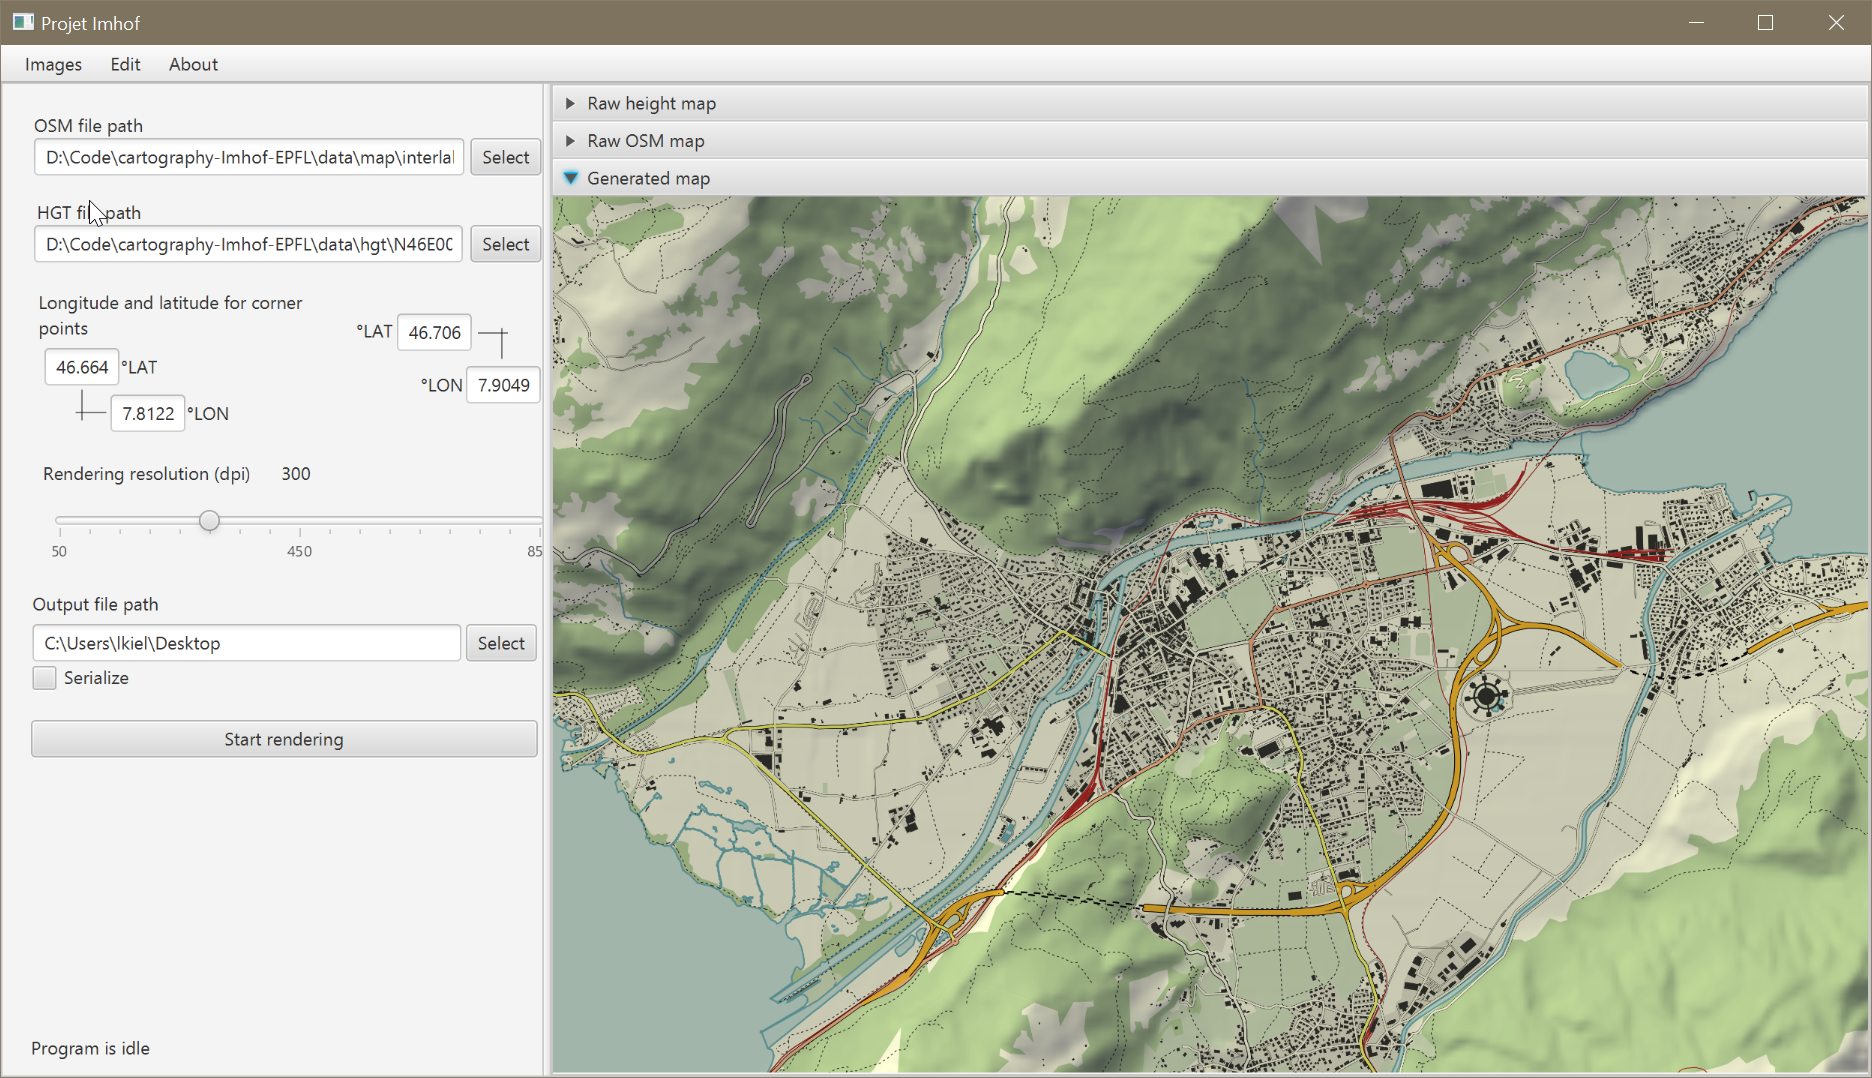 Projet Imhof
Images Edit About
OSM file path
D:\Code\cartography-Imhof-EPFL\data\map\interla
Select
HGT file path
D:\Code\cartography-Imhof-EPFL\data\hgt\N46E0
Select
Longitude and latitude for corner
points
°LAT 46.706
46.664 °LAT
°LON 7.9049
7.8122 °LON
Rendering resolution (dpi) 300
50 450 85
Output file path
C:\Users\lkiel\Desktop
Select
Serialize
Start rendering
Program is idle
Raw height map
Raw OSM map
Generated map